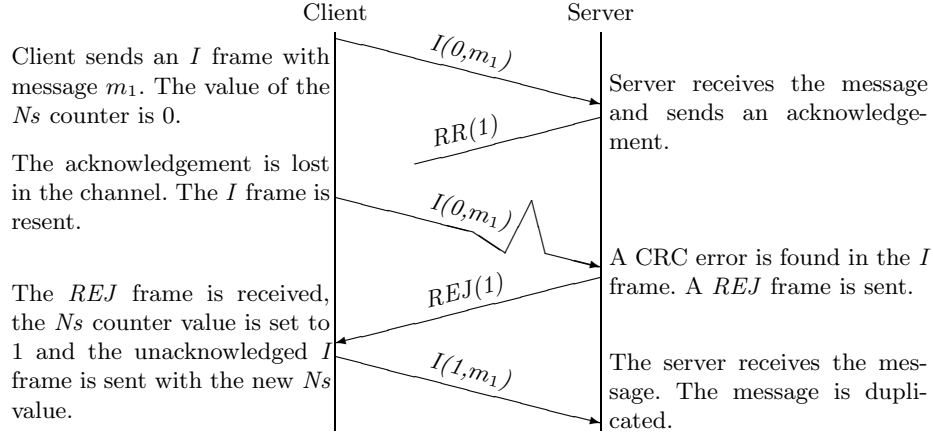 Client
Server
Client sends an I frame with
message m₁. The value of the
Ns counter is 0.
I(0,m₁)
Server receives the message
and sends an acknowledge-
ment.
RR(1)
The acknowledgement is lost
in the channel. The I frame is
resent.
I(0,m₁)
A CRC error is found in the I
frame. A REJ frame is sent.
REJ(1)
The REJ frame is received,
the Ns counter value is set to
1 and the unacknowledged I
frame is sent with the new Ns
value.
I(1,m₁)
The server receives the mes-
sage. The message is dupli-
cated.